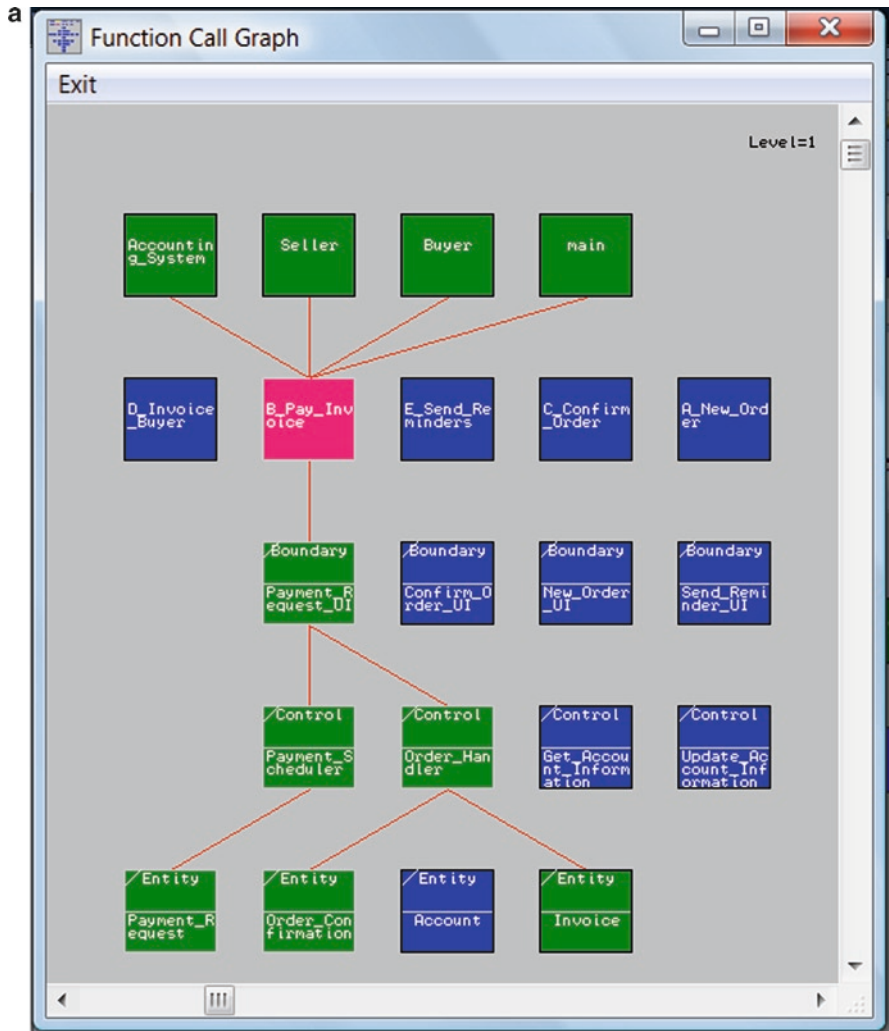 a
Function Call Graph
Exit
Level=1
Accountin
g_System
Seller
Buyer
main
D_Invoice
_Buyer
B_Pay_Inv
oice
E_Send_Re
minders
C_Confirm
_Order
A_New_Ord
er
/Boundary
Payment_R
equest_UI
/Boundary
Confirm_O
rder_UI
/Boundary
New_Order
_UI
/Boundary
Send_Remi
nder_UI
/Control
Payment_S
cheduler
/Control
Order_Han
dler
/Control
Get_Accou
nt_Inform
ation
/Control
Update_Ac
count_Inf
ormation
/Entity
Payment_R
equest
/Entity
Order_Con
firmation
/Entity
Account
/Entity
Invoice